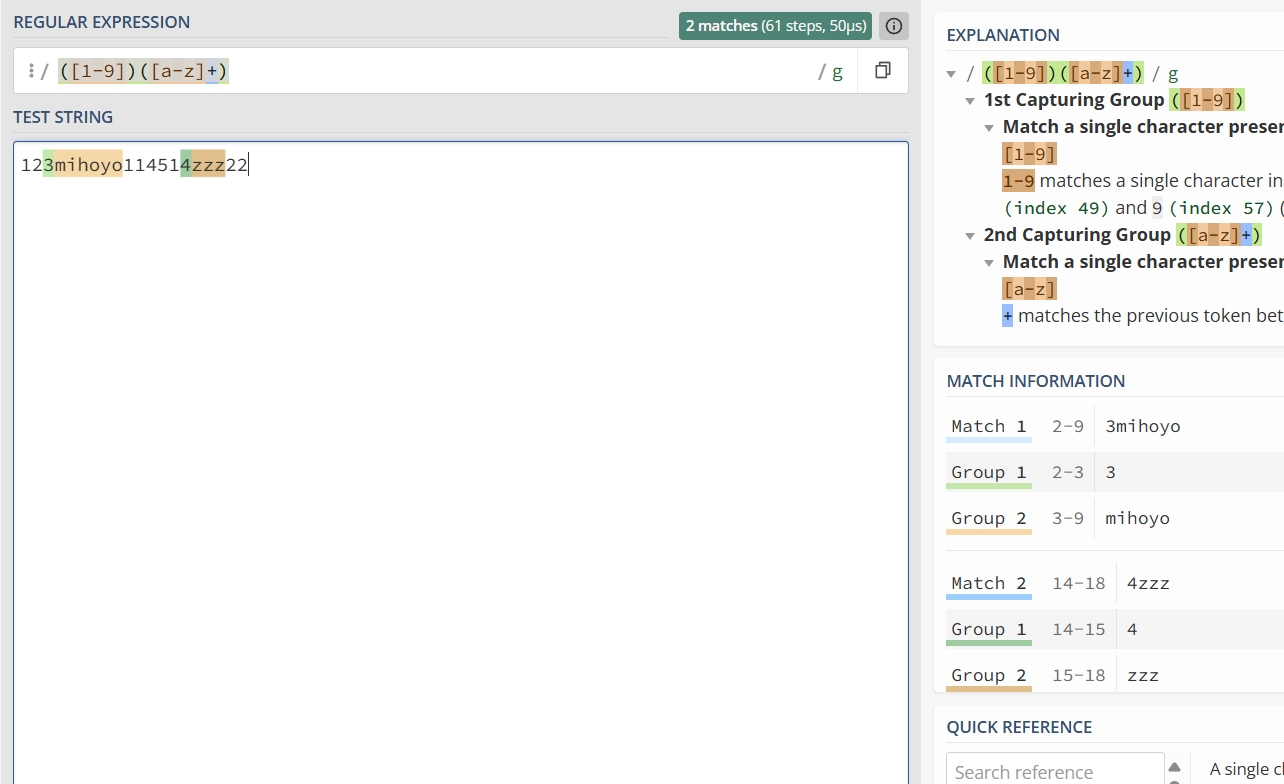 REGULAR EXPRESSION
2 matches (61 steps, 50μs)
/ ([1-9])([a-z]+)
/ g
TEST STRING
123mihoyo114514zzz22
EXPLANATION
/ ([1-9])([a-z]+) / g
1st Capturing Group ([1-9])
Match a single character presen
[1-9]
1-9 matches a single character in
(index 49) and 9 (index 57) (
2nd Capturing Group ([a-z]+)
Match a single character presen
[a-z]
+ matches the previous token bet
MATCH INFORMATION
Match 1 2-9 3mihoyo
Group 1 2-3 3
Group 2 3-9 mihoyo
Match 2 14-18 4zzz
Group 1 14-15 4
Group 2 15-18 zzz
QUICK REFERENCE
Search reference
A single c